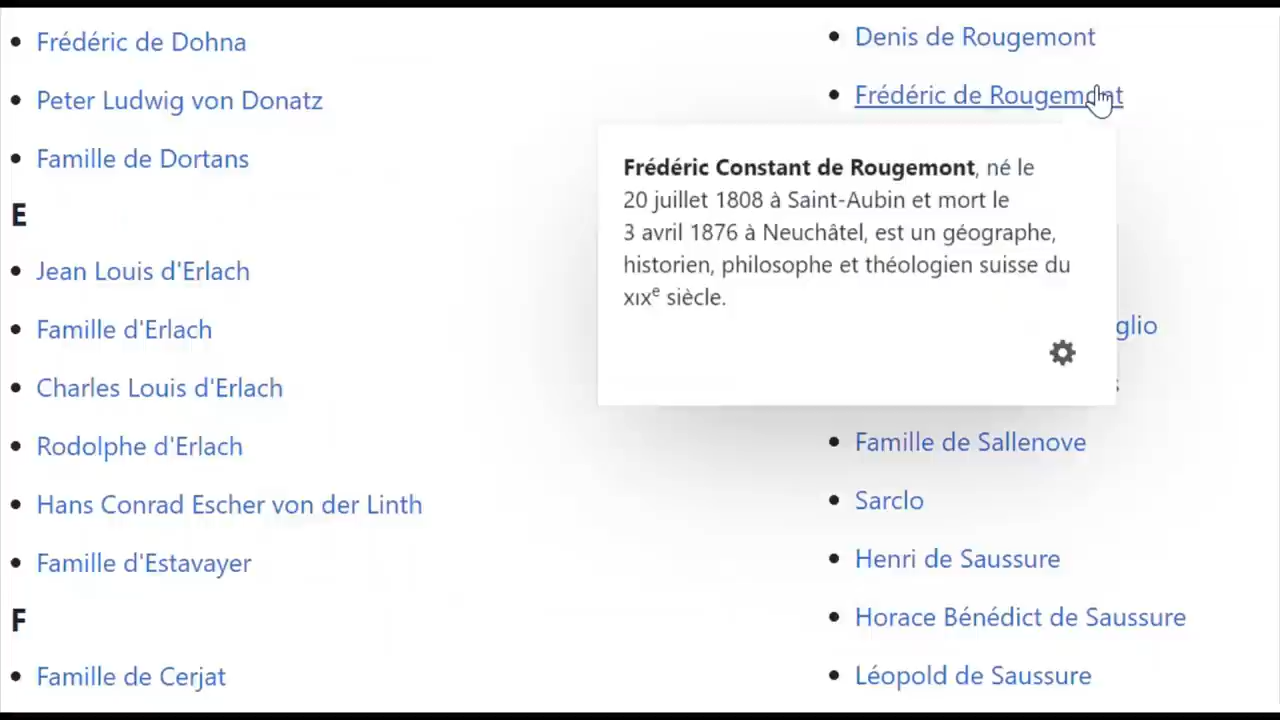 Frédéric de Dohna
Peter Ludwig von Donatz
Famille de Dortans
E
Jean Louis d'Erlach
Famille d'Erlach
Charles Louis d'Erlach
Rodolphe d'Erlach
Hans Conrad Escher von der Linth
Famille d'Estavayer
F
Famille de Cerjat
Denis de Rougemont
Frédéric de Rougemont
Frédéric Constant de Rougemont, né le
20 juillet 1808 à Saint-Aubin et mort le
3 avril 1876 à Neuchâtel, est un géographe,
historien, philosophe et théologien suisse du
XIXe siècle.
glio
Famille de Sallenove
Sarclo
Henri de Saussure
Horace Bénédict de Saussure
Léopold de Saussure